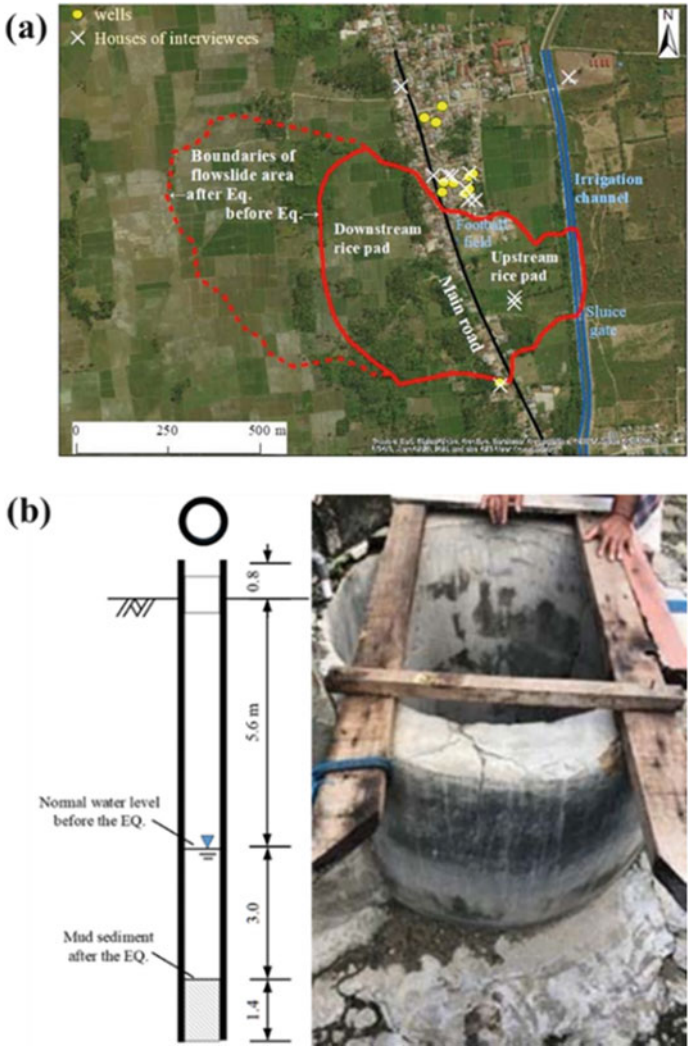 (a)
wells
Houses of interviewees
N
Boundaries of
flowslide area
after Eq.
before Eq.
Downstream
rice pad
Football
field
Upstream
rice pad
Irrigation
channel
Main road
Sluice
gate
0 250 500 m
(b)
0.8
5.6 m
Normal water level
before the EQ.
3.0
Mud sediment
after the EQ.
1.4